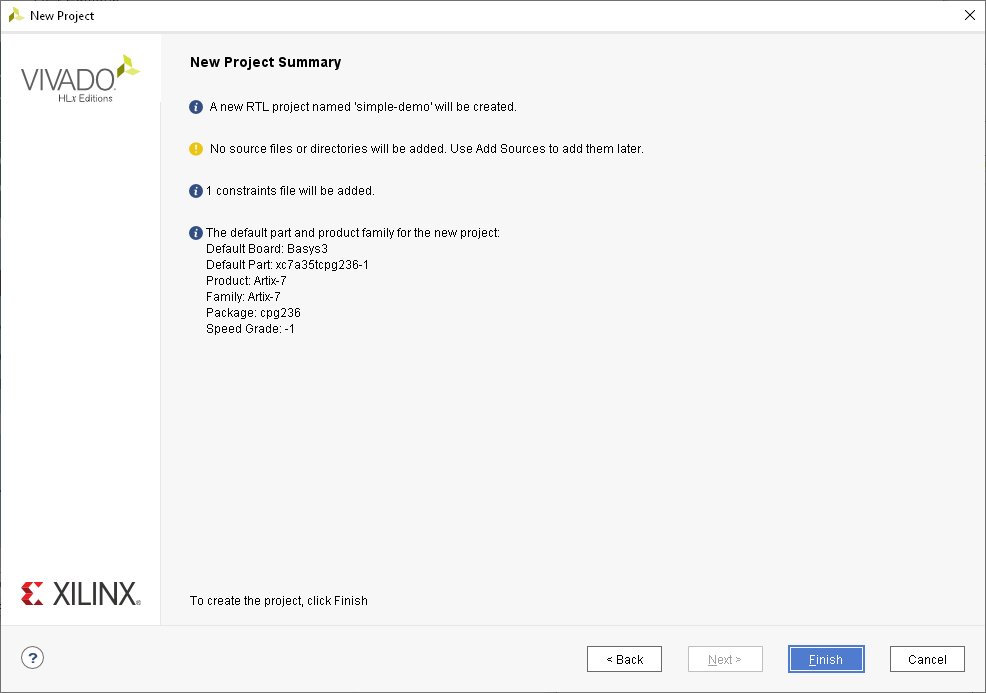 New Project
VIVADO.
HLx Editions
New Project Summary
A new RTL project named 'simple-demo' will be created.
No source files or directories will be added. Use Add Sources to add them later.
1 constraints file will be added.
The default part and product family for the new project:
Default Board: Basys3
Default Part: xc7a35tcpg236-1
Product: Artix-7
Family: Artix-7
Package: cpg236
Speed Grade: -1
XILINX®
To create the project, click Finish
?
< Back
Next >
Finish
Cancel